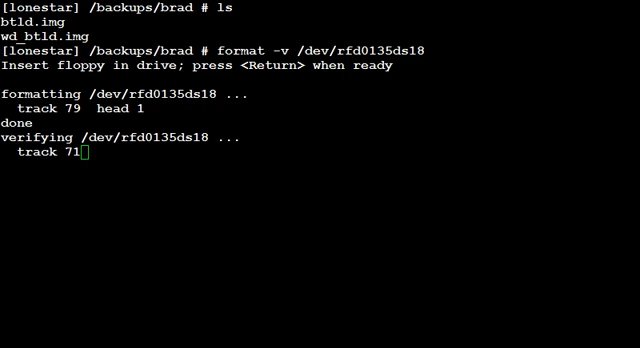 [lonestar] /backups/brad # ls
btld.img
wd_btld.img
[lonestar] /backups/brad # format -v /dev/rfd0135ds18
Insert floppy in drive; press <Return> when ready
formatting /dev/rfd0135ds18 ...
  track 79  head 1
done
verifying /dev/rfd0135ds18 ...
  track 71